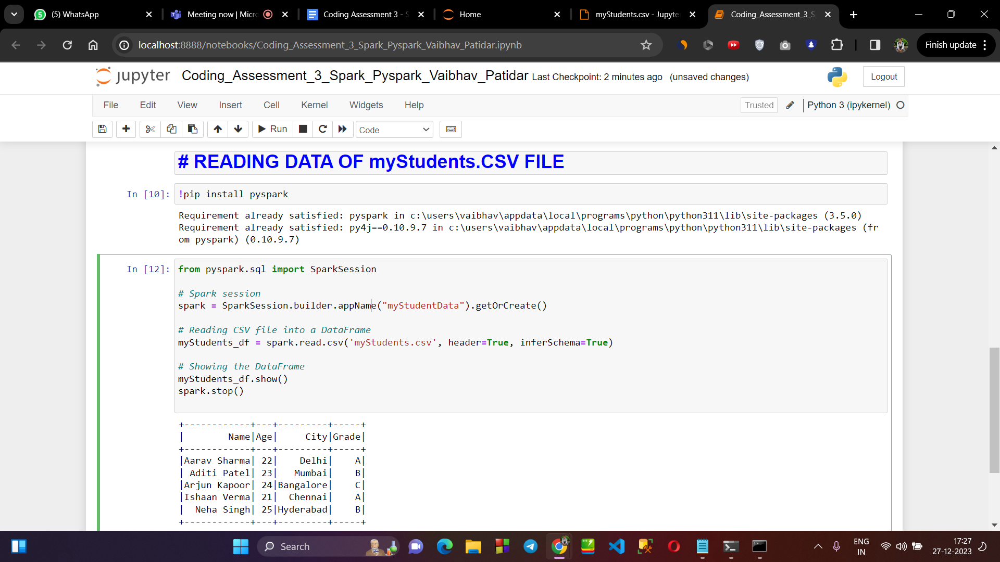 (5) WhatsApp
Meeting now | Micro
Coding Assessment 3 - S
Home
myStudents.csv - Jupyte
Coding_Assessment_3_S
localhost:8888/notebooks/Coding_Assessment_3_Spark_Pyspark_Vaibhav_Patidar.ipynb
Finish update
jupyter Coding_Assessment_3_Spark_Pyspark_Vaibhav_Patidar Last Checkpoint: 2 minutes ago (unsaved changes)
Logout
File Edit View Insert Cell Kernel Widgets Help
Trusted Python 3 (ipykernel)
Run Code
# READING DATA OF myStudents.CSV FILE
In [10]: !pip install pyspark
Requirement already satisfied: pyspark in c:\users\vaibhav\appdata\local\programs\python\python311\lib\site-packages (3.5.0)
Requirement already satisfied: py4j==0.10.9.7 in c:\users\vaibhav\appdata\local\programs\python\python311\lib\site-packages (fr
om pyspark) (0.10.9.7)
In [12]: from pyspark.sql import SparkSession
# Spark session
spark = SparkSession.builder.appName("myStudentData").getOrCreate()
# Reading CSV file into a DataFrame
myStudents_df = spark.read.csv('myStudents.csv', header=True, inferSchema=True)
# Showing the DataFrame
myStudents_df.show()
spark.stop()
+------------+---+---------+-----+
|        Name|Age|     City|Grade|
+------------+---+---------+-----+
|Aarav Sharma| 22|    Delhi|    A|
| Aditi Patel| 23|   Mumbai|    B|
|Arjun Kapoor| 24|Bangalore|    C|
|Ishaan Verma| 21|  Chennai|    A|
|  Neha Singh| 25|Hyderabad|    B|
+------------+---+---------+-----+
Search
ENG
IN
17:27
27-12-2023